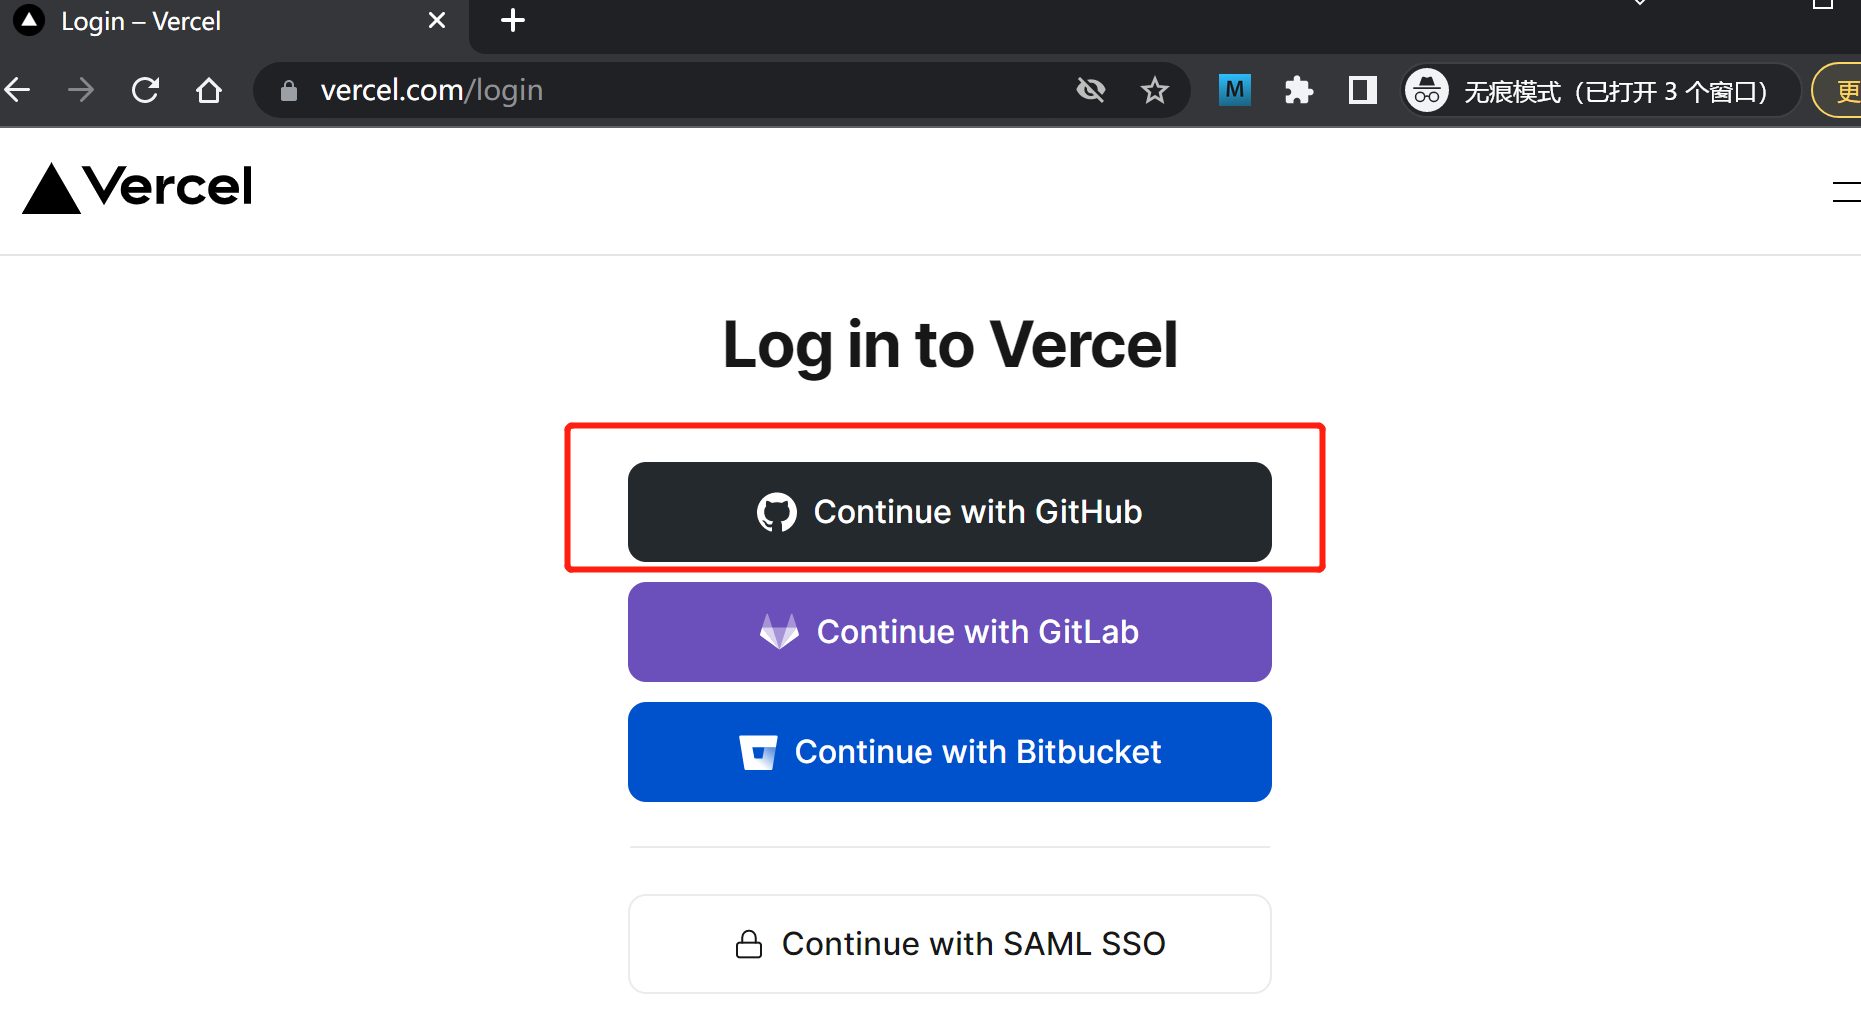 Login – Vercel
vercel.com/login
M
无痕模式（已打开 3 个窗口）
更
Vercel
Log in to Vercel
Continue with GitHub
Continue with GitLab
Continue with Bitbucket
Continue with SAML SSO